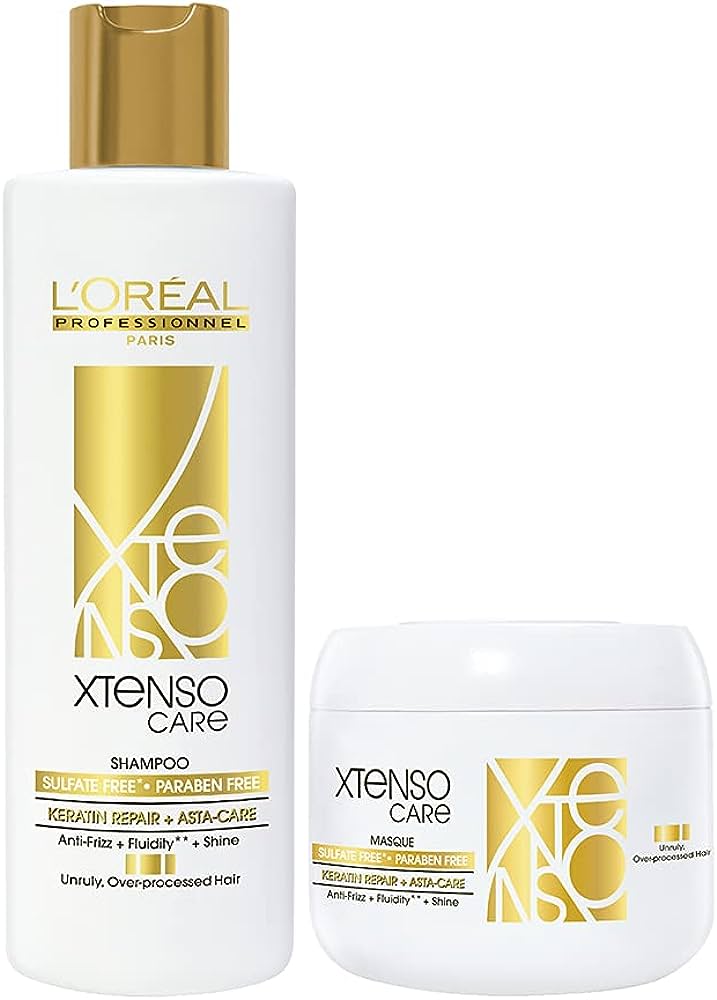 L'ORÉAL
PROFESSIONNEL
PARIS
XTENSO
XTENSO
CARE
SHAMPOO
SULFATE FREE* • PARABEN FREE
KERATIN REPAIR + ASTA-CARE
Anti-Frizz + Fluidity** + Shine
Unruly, Over-processed Hair
XTENSO
CARE
MASQUE
SULFATE FREE* • PARABEN FREE
KERATIN REPAIR + ASTA-CARE
Anti-Frizz + Fluidity** + Shine
XTENSO
Unruly,
Over-processed Hair